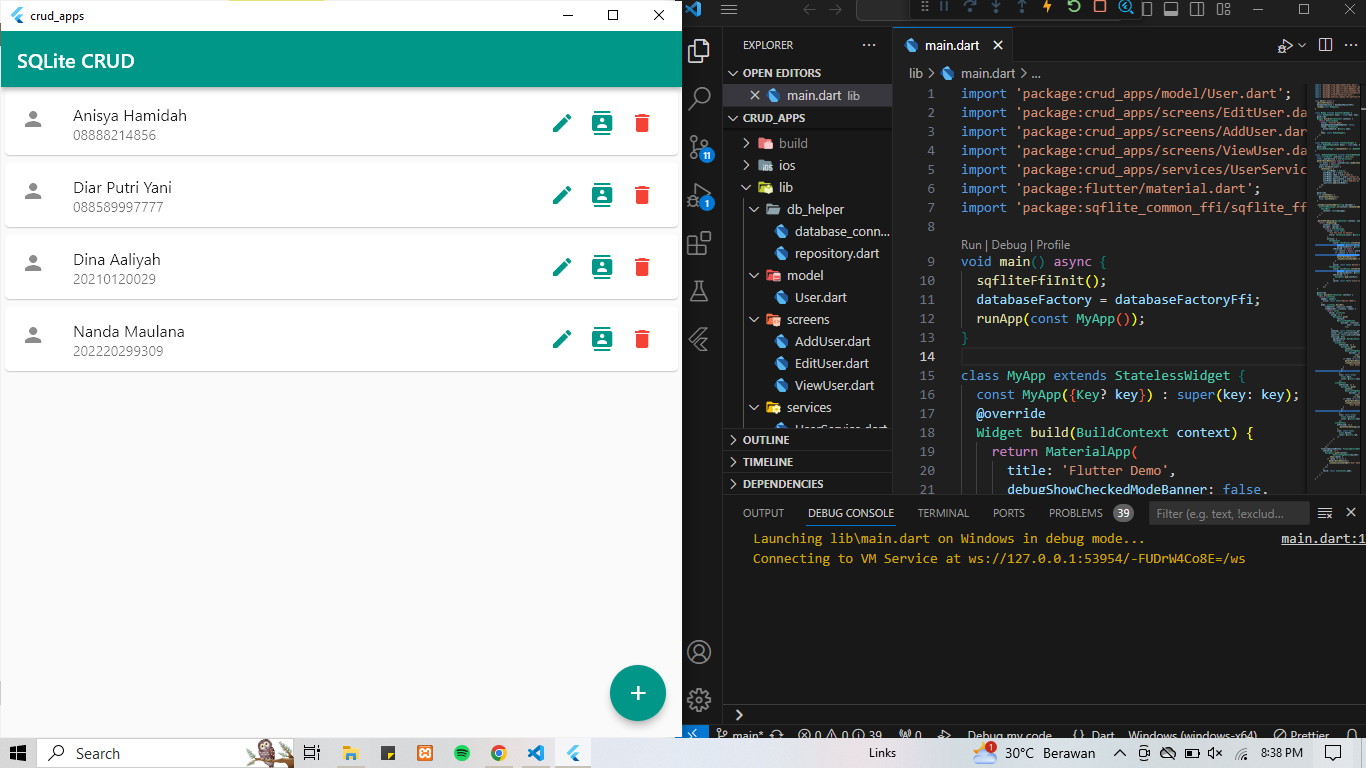 crud_apps
SQLite CRUD
Anisya Hamidah
08888214856
Diar Putri Yani
088589997777
Dina Aaliyah
20210120029
Nanda Maulana
202220299309
+
EXPLORER
OPEN EDITORS
main.dart lib
CRUD_APPS
build
ios
lib
db_helper
database_conn...
repository.dart
model
User.dart
screens
AddUser.dart
EditUser.dart
ViewUser.dart
services
UserService.dart
OUTLINE
TIMELINE
DEPENDENCIES
11
1
main.dart
lib > main.dart > ...
1 import 'package:crud_apps/model/User.dart';
2 import 'package:crud_apps/screens/EditUser.da
3 import 'package:crud_apps/screens/AddUser.dar
4 import 'package:crud_apps/screens/ViewUser.da
5 import 'package:crud_apps/services/UserServic
6 import 'package:flutter/material.dart';
7 import 'package:sqflite_common_ffi/sqflite_ff
8
Run | Debug | Profile
9 void main() async {
10 sqfliteFfiInit();
11 databaseFactory = databaseFactoryFfi;
12 runApp(const MyApp());
13 }
14
15 class MyApp extends StatelessWidget {
16 const MyApp({Key? key}) : super(key: key);
17 @override
18 Widget build(BuildContext context) {
19 return MaterialApp(
20 title: 'Flutter Demo',
21 debugShowCheckedModeBanner: false,
OUTPUT DEBUG CONSOLE TERMINAL PORTS PROBLEMS 39 Filter (e.g. text, !exclud...
Launching lib\main.dart on Windows in debug mode... main.dart:1
Connecting to VM Service at ws://127.0.0.1:53954/-FUDrW4Co8E=/ws
main* 0 0 39 0 Debug my code {} Dart Windows (windows-x64) Prettier
Search
Links
1
30°C Berawan
8:38 PM